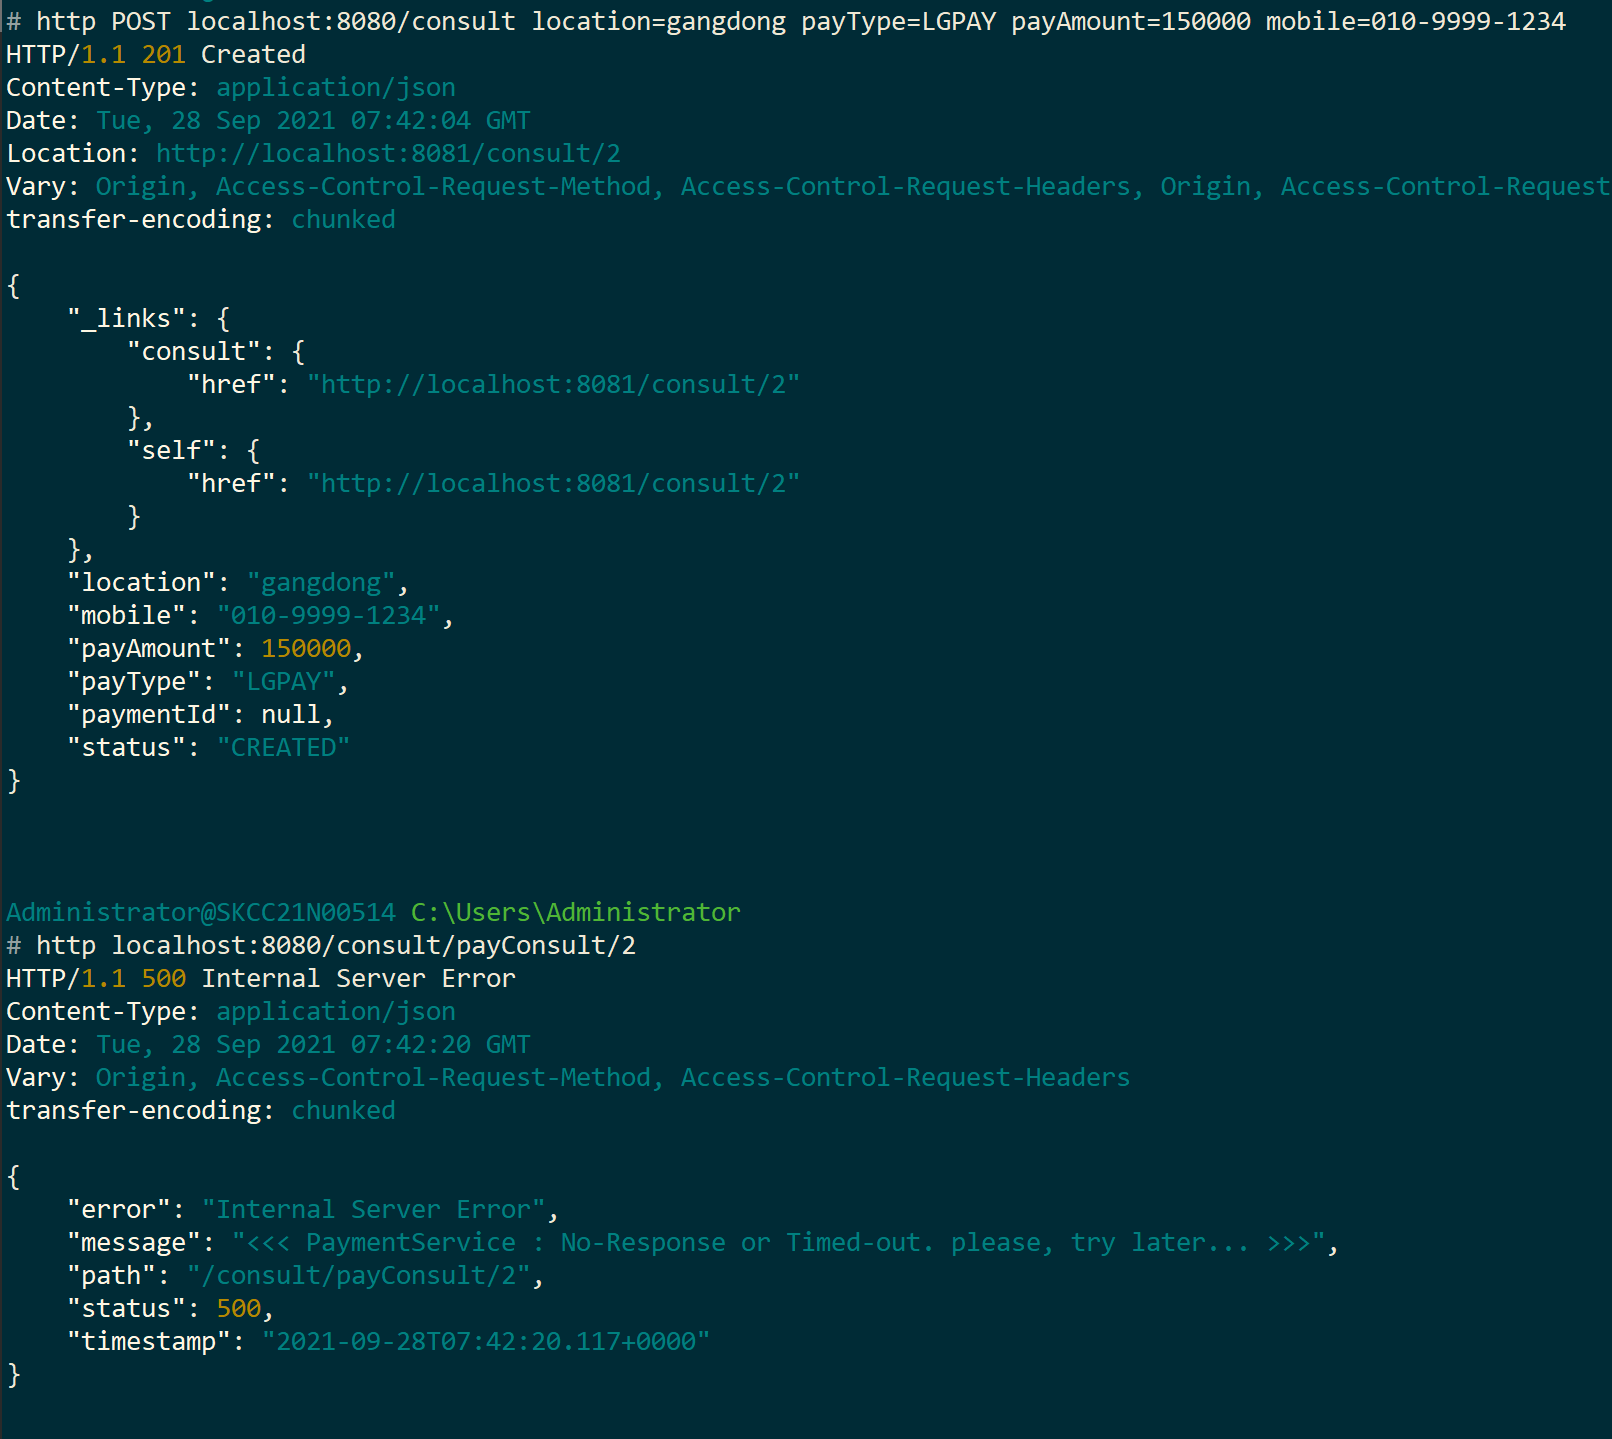 # http POST localhost:8080/consult location=gangdong payType=LGPAY payAmount=150000 mobile=010-9999-1234
HTTP/1.1 201 Created
Content-Type: application/json
Date: Tue, 28 Sep 2021 07:42:04 GMT
Location: http://localhost:8081/consult/2
Vary: Origin, Access-Control-Request-Method, Access-Control-Request-Headers, Origin, Access-Control-Request
transfer-encoding: chunked

{
    "_links": {
        "consult": {
            "href": "http://localhost:8081/consult/2"
        },
        "self": {
            "href": "http://localhost:8081/consult/2"
        }
    },
    "location": "gangdong",
    "mobile": "010-9999-1234",
    "payAmount": 150000,
    "payType": "LGPAY",
    "paymentId": null,
    "status": "CREATED"
}

Administrator@SKCC21N00514 C:\Users\Administrator
# http localhost:8080/consult/payConsult/2
HTTP/1.1 500 Internal Server Error
Content-Type: application/json
Date: Tue, 28 Sep 2021 07:42:20 GMT
Vary: Origin, Access-Control-Request-Method, Access-Control-Request-Headers
transfer-encoding: chunked

{
    "error": "Internal Server Error",
    "message": "<<< PaymentService : No-Response or Timed-out. please, try later... >>>",
    "path": "/consult/payConsult/2",
    "status": 500,
    "timestamp": "2021-09-28T07:42:20.117+0000"
}